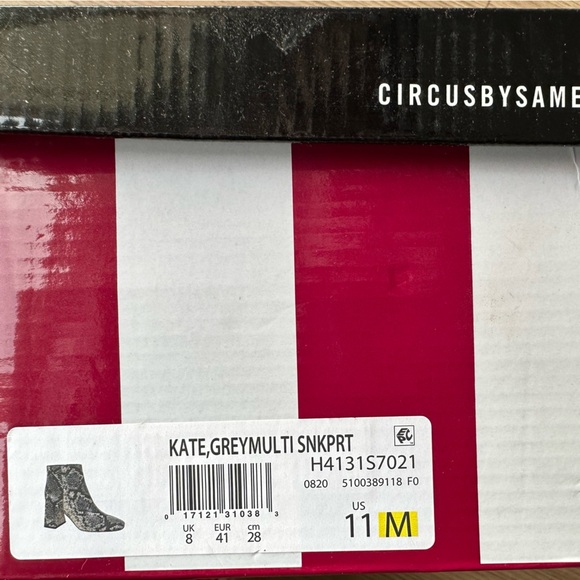 CIRCUSBYSAME
KATE,GREYMULTI SNKPRT
H4131S7021
0820 5100389118 F0
0 17121 31038 3
UK EUR cm
8 41 28
US
11 M